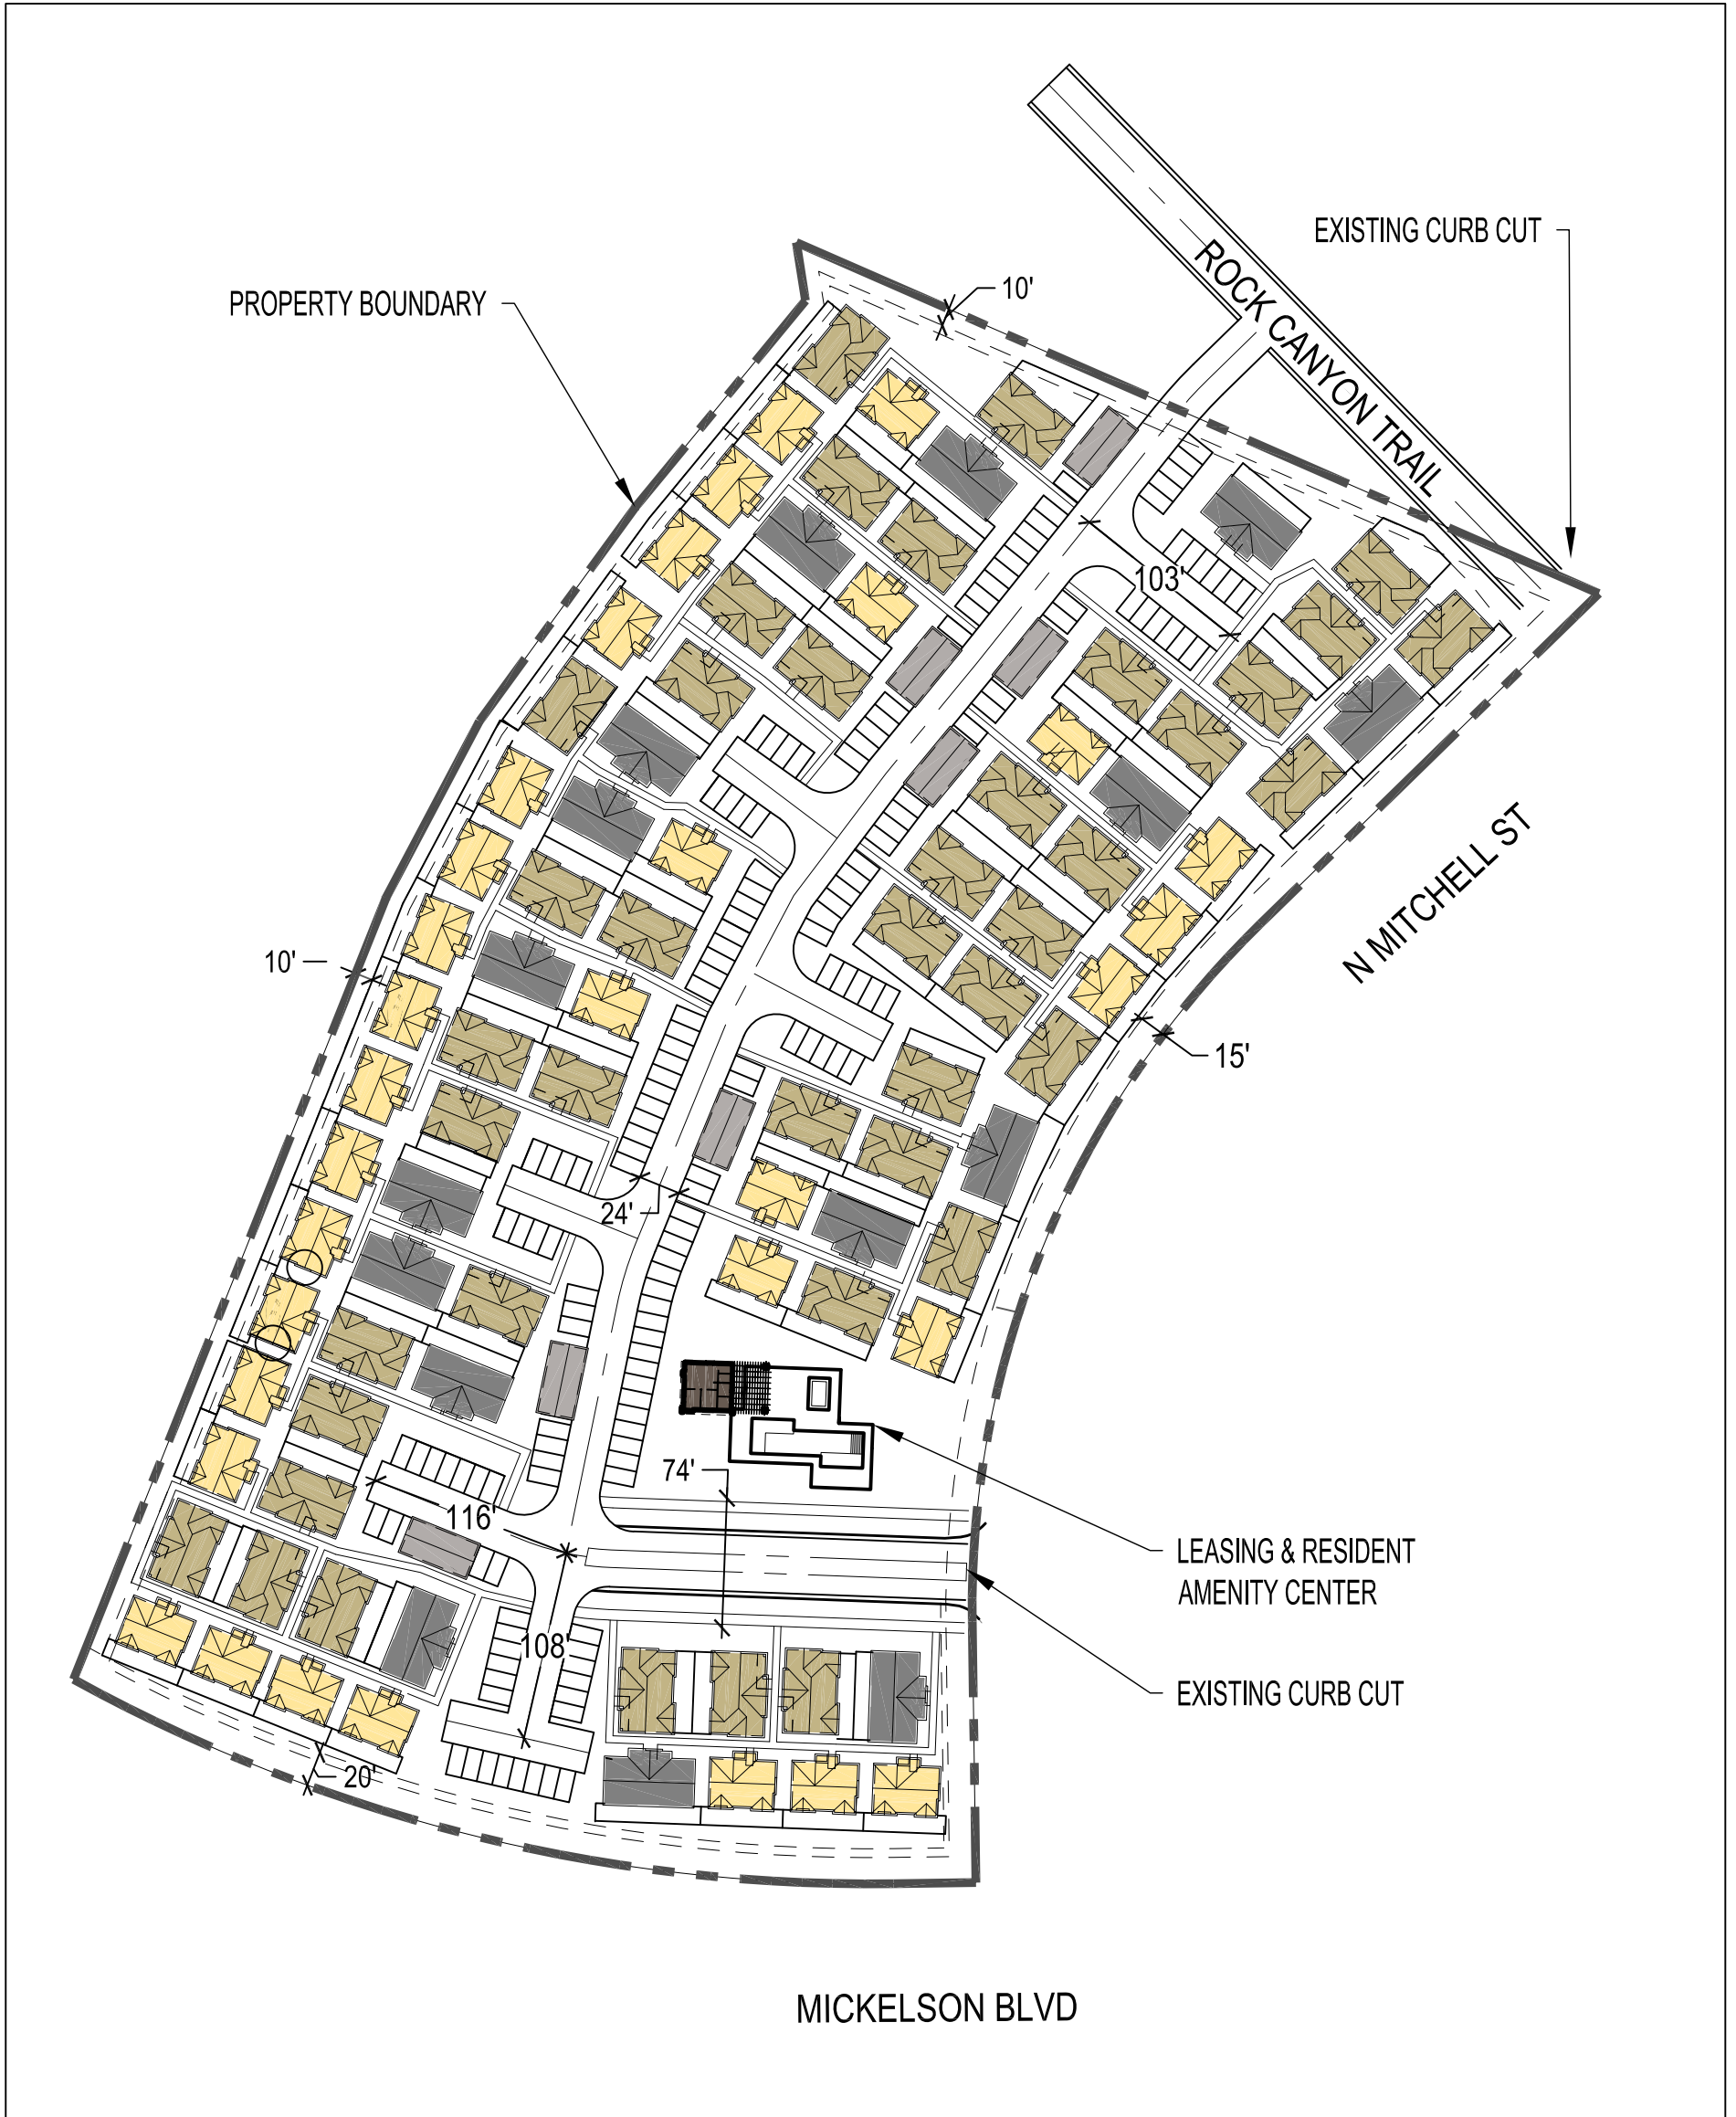 EXISTING CURB CUT
ROCK CANYON TRAIL
PROPERTY BOUNDARY
10'
103'
N MITCHELL ST
10'
15'
24'
74'
116'
LEASING & RESIDENT
AMENITY CENTER
108'
EXISTING CURB CUT
20'
MICKELSON BLVD